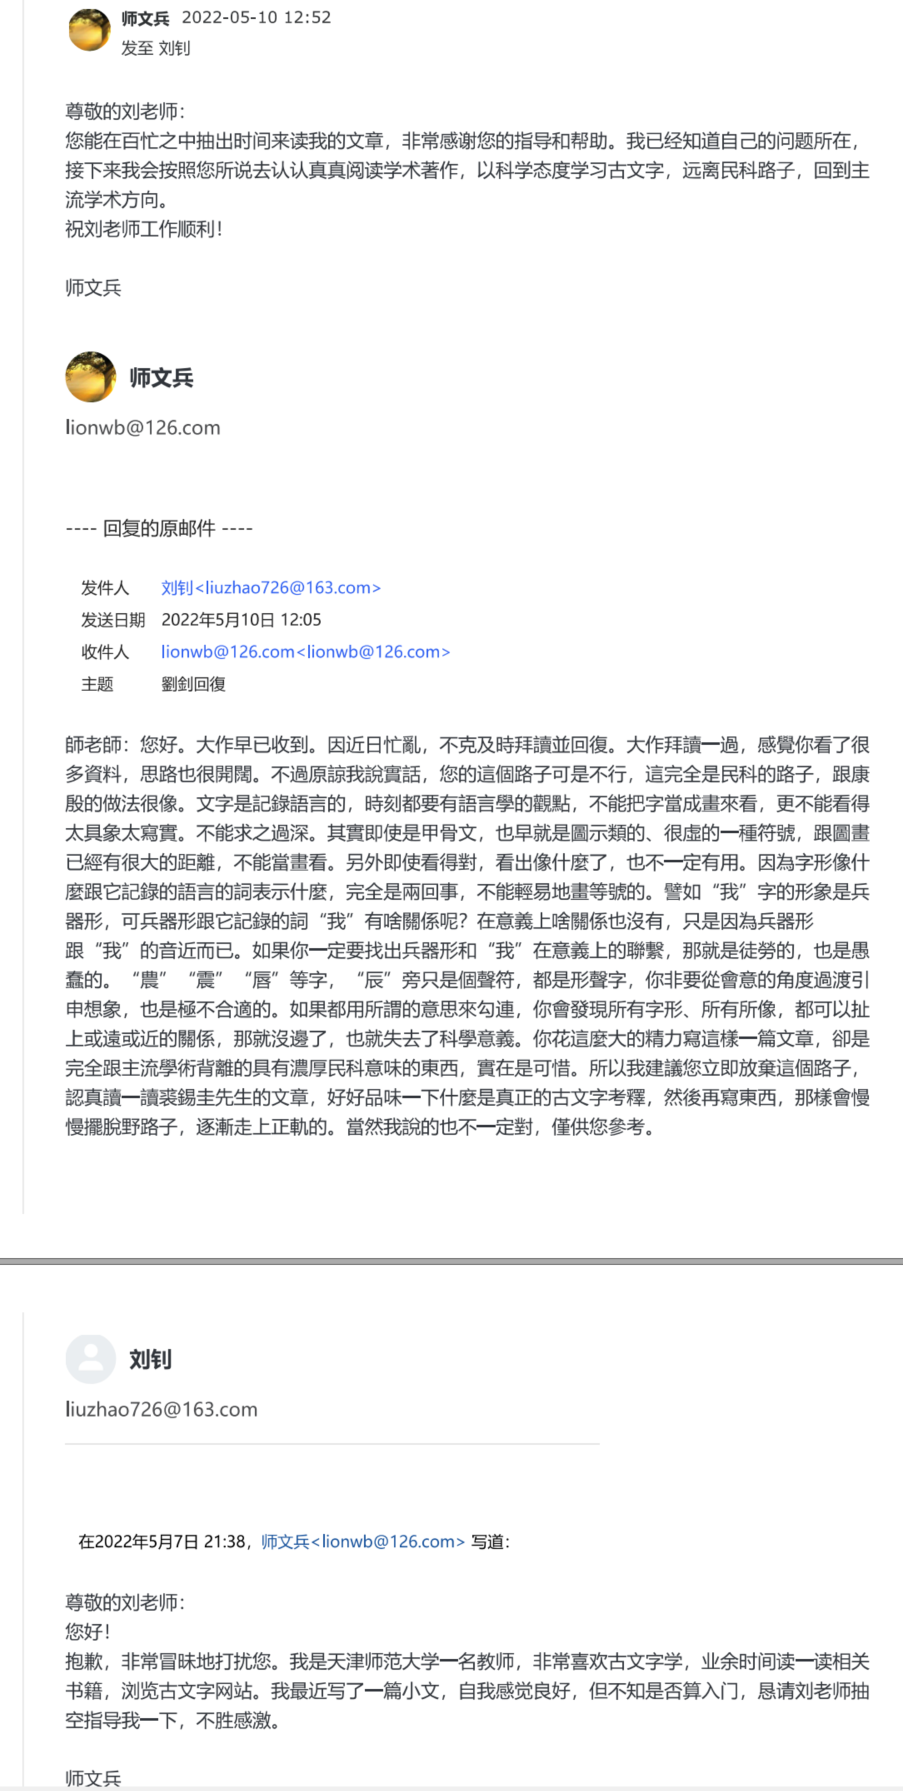 师文兵 2022-05-10 12:52
发至 刘钊
尊敬的刘老师：
您能在百忙之中抽出时间来读我的文章，非常感谢您的指导和帮助。我已经知道自己的问题所在，
接下来我会按照您所说去认认真真阅读学术著作，以科学态度学习古文字，远离民科路子，回到主
流学术方向。
祝刘老师工作顺利！
师文兵
师文兵
lionwb@126.com
---- 回复的原邮件 ----
发件人 刘钊<liuzhao726@163.com>
发送日期 2022年5月10日 12:05
收件人 lionwb@126.com<lionwb@126.com>
主题 劉釗回復
師老師：您好。大作早已收到。因近日忙亂，不克及時拜讀並回復。大作拜讀一過，感覺你看了很
多資料，思路也很開闊。不過原諒我說實話，您的這個路子可是不行，這完全是民科的路子，跟康
殷的做法很像。文字是記錄語言的，時刻都要有語言學的觀點，不能把字當成畫來看，更不能看得
太具象太寫實。不能求之過深。其實即使是甲骨文，也早就是圖示類的、很虛的一種符號，跟圖畫
已經有很大的距離，不能當畫看。另外即使看得對，看出像什麼了，也不一定有用。因為字形像什
麼跟它記錄的語言的詞表示什麼，完全是兩回事，不能輕易地畫等號的。譬如“我”字的形象是兵
器形，可兵器形跟它記錄的詞“我”有啥關係呢？在意義上啥關係也沒有，只是因為兵器形
跟“我”的音近而已。如果你一定要找出兵器形和“我”在意義上的聯繫，那就是徒勞的，也是愚
蠢的。“農”“震”“唇”等字，“辰”旁只是個聲符，都是形聲字，你非要從會意的角度過渡引
申想象，也是極不合適的。如果都用所謂的意思來勾連，你會發現所有字形、所有所像，都可以扯
上或遠或近的關係，那就沒邊了，也就失去了科學意義。你花這麼大的精力寫這樣一篇文章，卻是
完全跟主流學術背離的具有濃厚民科意味的東西，實在是可惜。所以我建議您立即放棄這個路子，
認真讀一讀裘錫圭先生的文章，好好品味一下什麼是真正的古文字考釋，然後再寫東西，那樣會慢
慢擺脫野路子，逐漸走上正軌的。當然我說的也不一定對，僅供您參考。
刘钊
liuzhao726@163.com
在2022年5月7日 21:38，师文兵<lionwb@126.com> 写道：
尊敬的刘老师：
您好！
抱歉，非常冒昧地打扰您。我是天津师范大学一名教师，非常喜欢古文字学，业余时间读一读相关
书籍，浏览古文字网站。我最近写了一篇小文，自我感觉良好，但不知是否算入门，恳请刘老师抽
空指导我一下，不胜感激。
师文兵